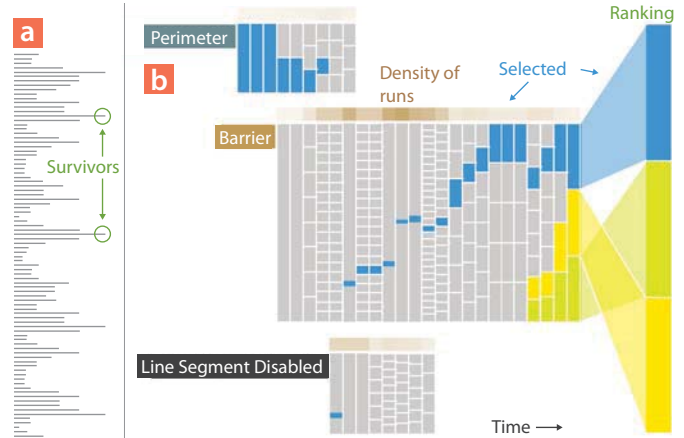 a
Survivors
b
Perimeter
Density of
runs
Selected
Ranking
Barrier
Line Segment Disabled
Time